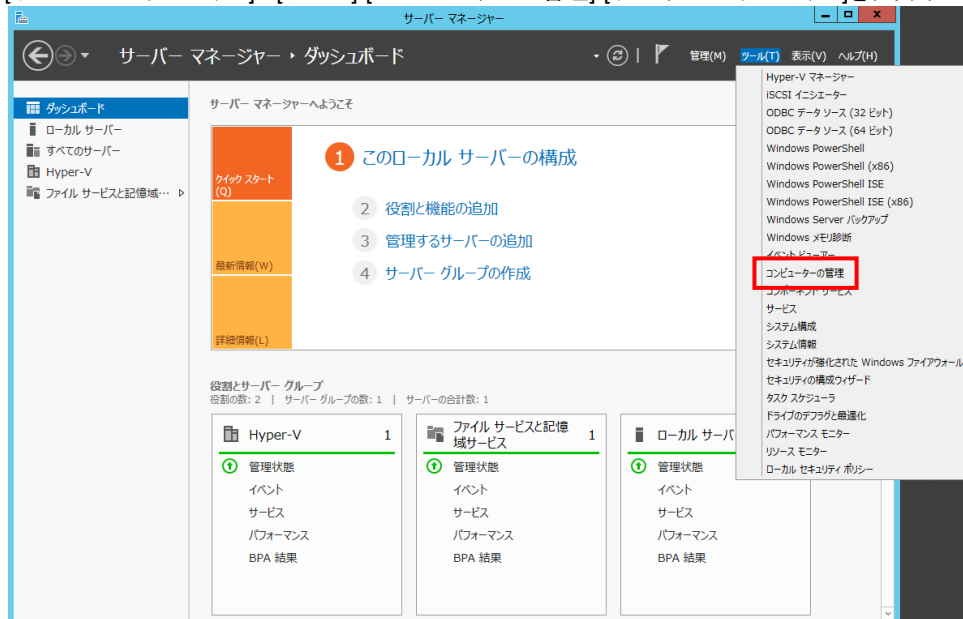 サーバー マネージャー
サーバー マネージャー ・ ダッシュボード
管理(M) ツール(T) 表示(V) ヘルプ(H)
ダッシュボード
ローカル サーバー
すべてのサーバー
Hyper-V
ファイル サービスと記憶域…
サーバー マネージャーへようこそ
クイック スタート
(Q)
最新情報(W)
詳細情報(L)
1 このローカル サーバーの構成
2 役割と機能の追加
3 管理するサーバーの追加
4 サーバー グループの作成
Hyper-V マネージャー
iSCSI イニシエーター
ODBC データ ソース (32 ビット)
ODBC データ ソース (64 ビット)
Windows PowerShell
Windows PowerShell (x86)
Windows PowerShell ISE
Windows PowerShell ISE (x86)
Windows Server バックアップ
Windows メモリ診断
イベント ビューアー
コンピューターの管理
コンポーネント サービス
サービス
システム構成
システム情報
セキュリティが強化された Windows ファイアウォール
セキュリティの構成ウィザード
タスク スケジューラ
ドライブのデフラグと最適化
パフォーマンス モニター
リソース モニター
ローカル セキュリティ ポリシー
役割とサーバー グループ
役割の数: 2 | サーバー グループの数: 1 | サーバーの合計数: 1
Hyper-V 1
管理状態
イベント
サービス
パフォーマンス
BPA 結果
ファイル サービスと記憶
域サービス 1
管理状態
イベント
サービス
パフォーマンス
BPA 結果
ローカル サーバ
管理状態
イベント
サービス
パフォーマンス
BPA 結果